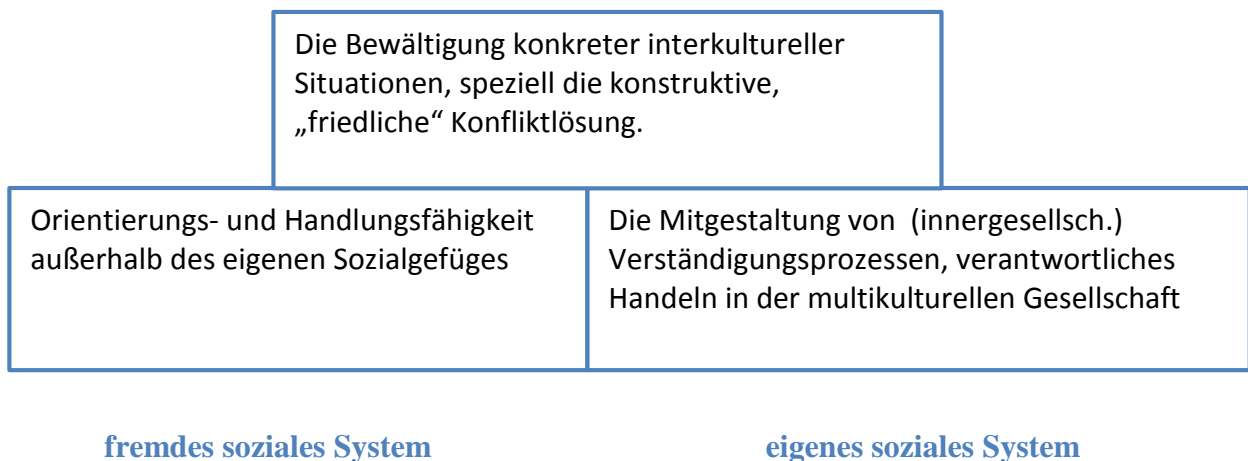 Die Bewältigung konkreter interkultureller
Situationen, speziell die konstruktive,
„friedliche“ Konfliktlösung.
Orientierungs- und Handlungsfähigkeit
außerhalb des eigenen Sozialgefüges
Die Mitgestaltung von (innergesellsch.)
Verständigungsprozessen, verantwortliches
Handeln in der multikulturellen Gesellschaft
fremdes soziales System
eigenes soziales System